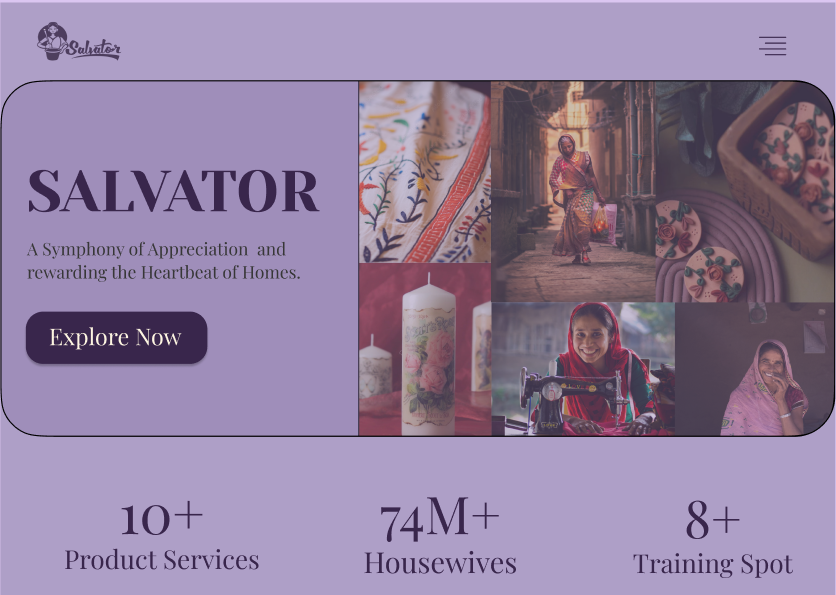 Salvator
SALVATOR
A Symphony of Appreciation and
rewarding the Heartbeat of Homes.
Explore Now
10+
Product Services
74M+
Housewives
8+
Training Spot